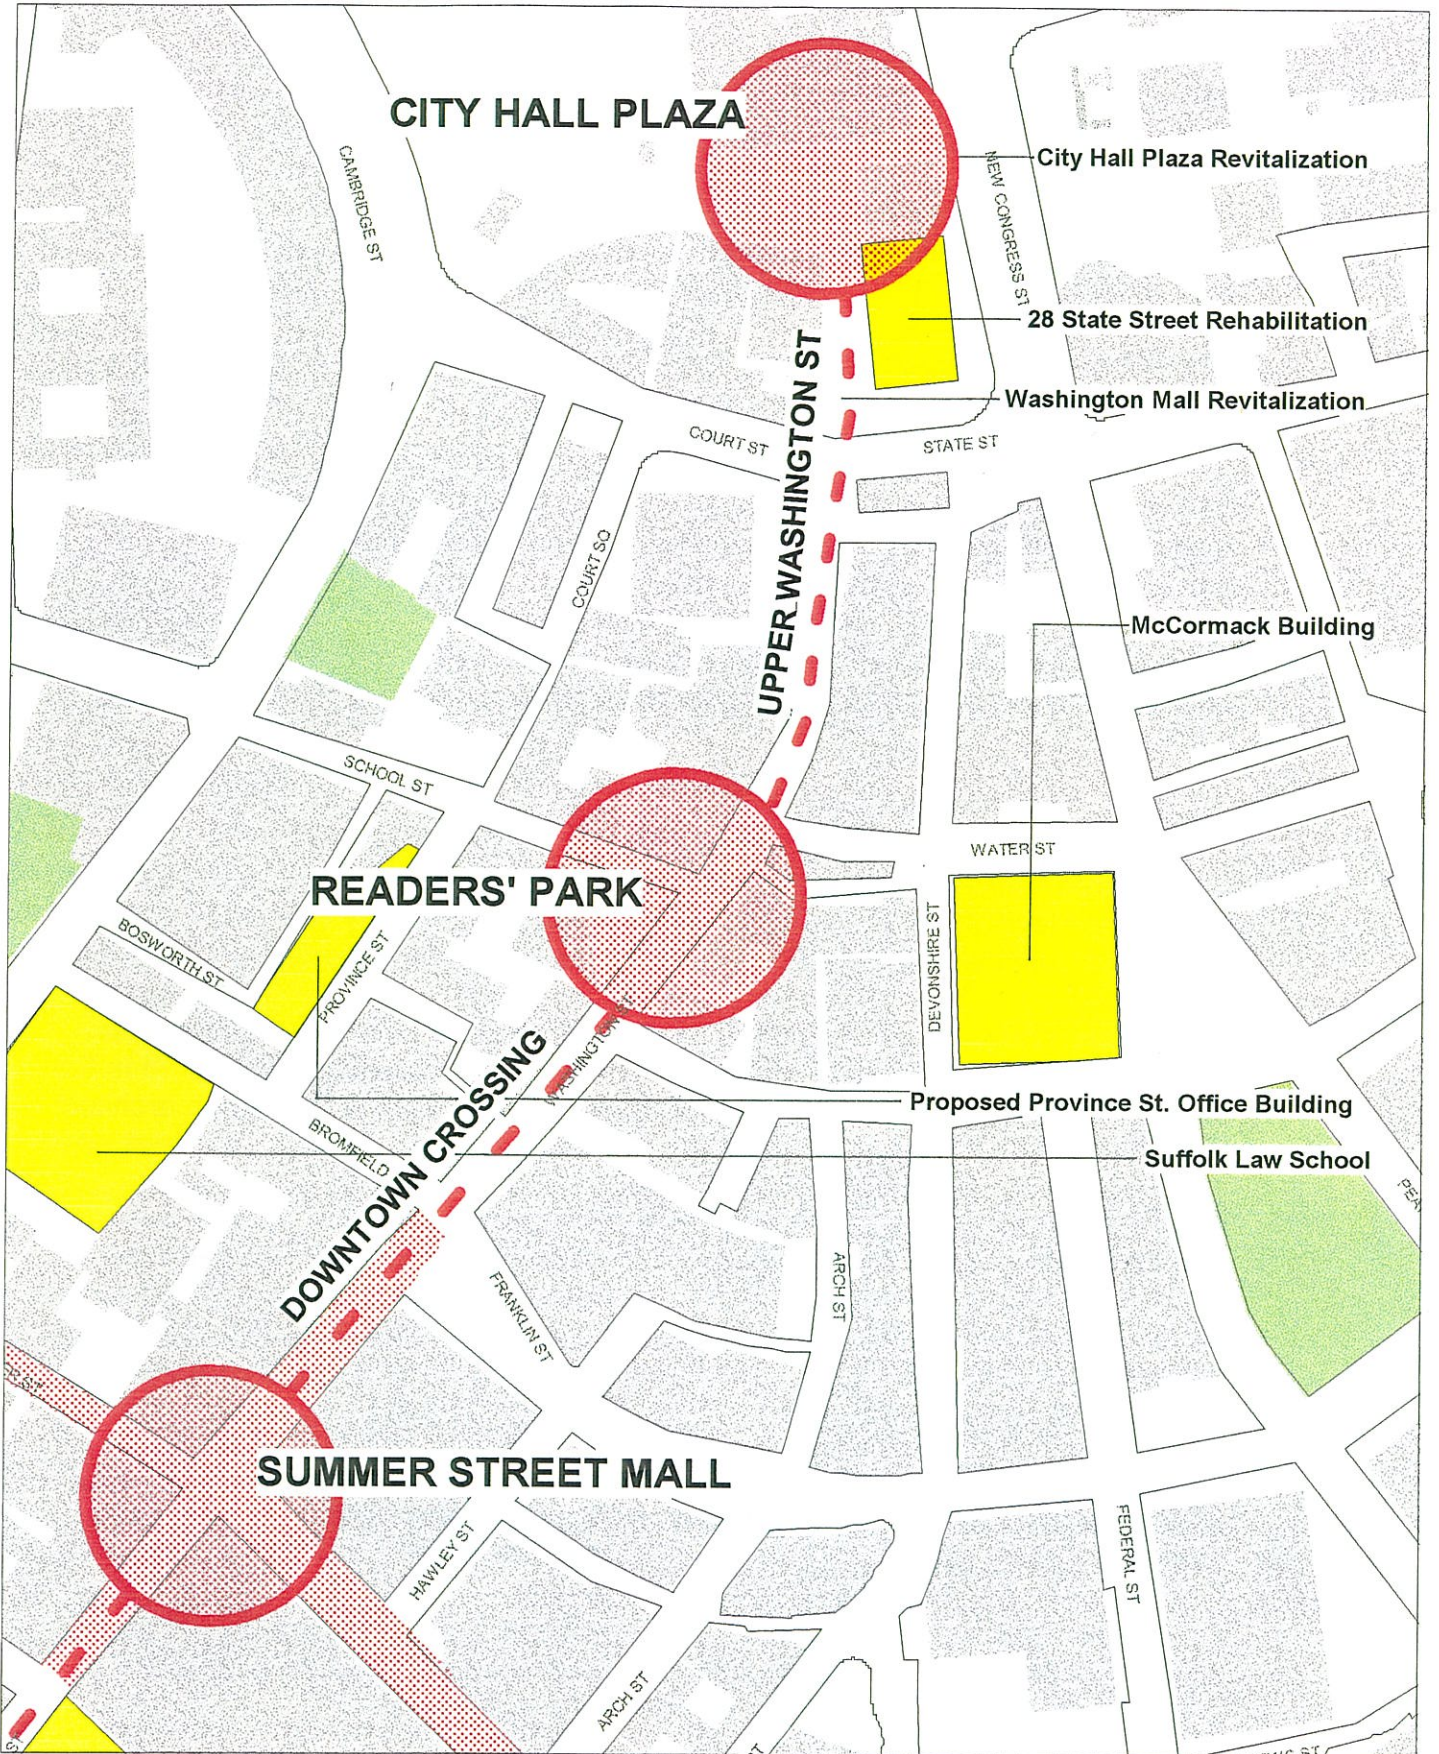 CITY HALL PLAZA
City Hall Plaza Revitalization
CAMBRIDGE ST
NEW CONGRESS ST
28 State Street Rehabilitation
Washington Mall Revitalization
UPPER WASHINGTON ST
COURT ST
STATE ST
COURT SQ
McCormack Building
SCHOOL ST
WATER ST
READERS' PARK
BOSWORTH ST
PROVINCE ST
DEVONSHIRE ST
WASHINGTON ST
DOWNTOWN CROSSING
Proposed Province St. Office Building
BROMFIELD
Suffolk Law School
ARCH ST
FRANKLIN ST
SUMMER STREET MALL
HAWLEY ST
FEDERAL ST
ARCH ST